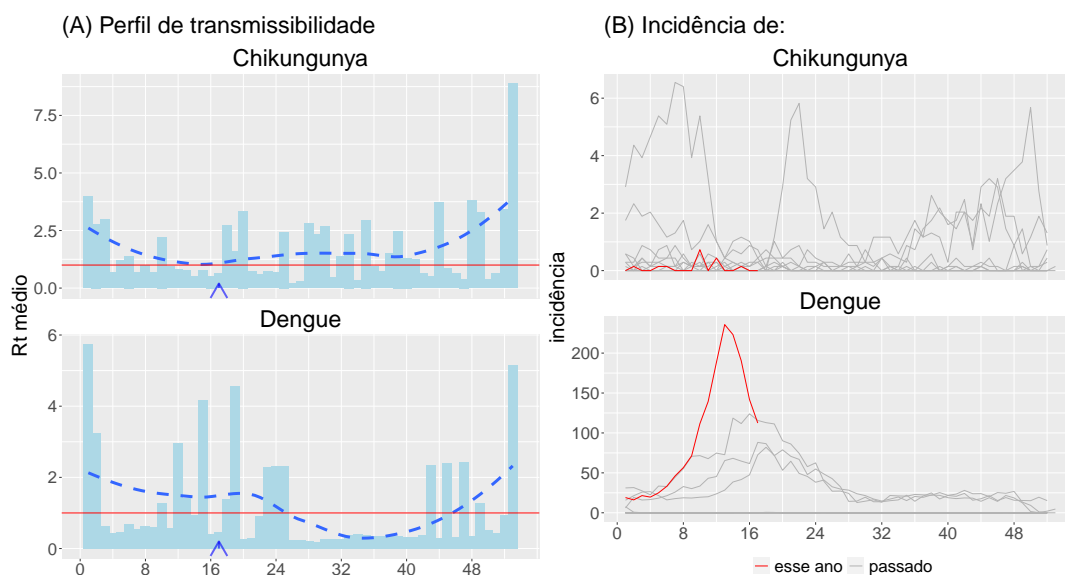 (A) Perfil de transmissibilidade
Chikungunya
7.5
5.0
2.5
0.0
Dengue
6
4
2
0
0 8 16 24 32 40 48
Rt médio
(B) Incidência de:
Chikungunya
6
4
2
0
Dengue
200
150
100
50
0
0 8 16 24 32 40 48
incidência
esse ano passado